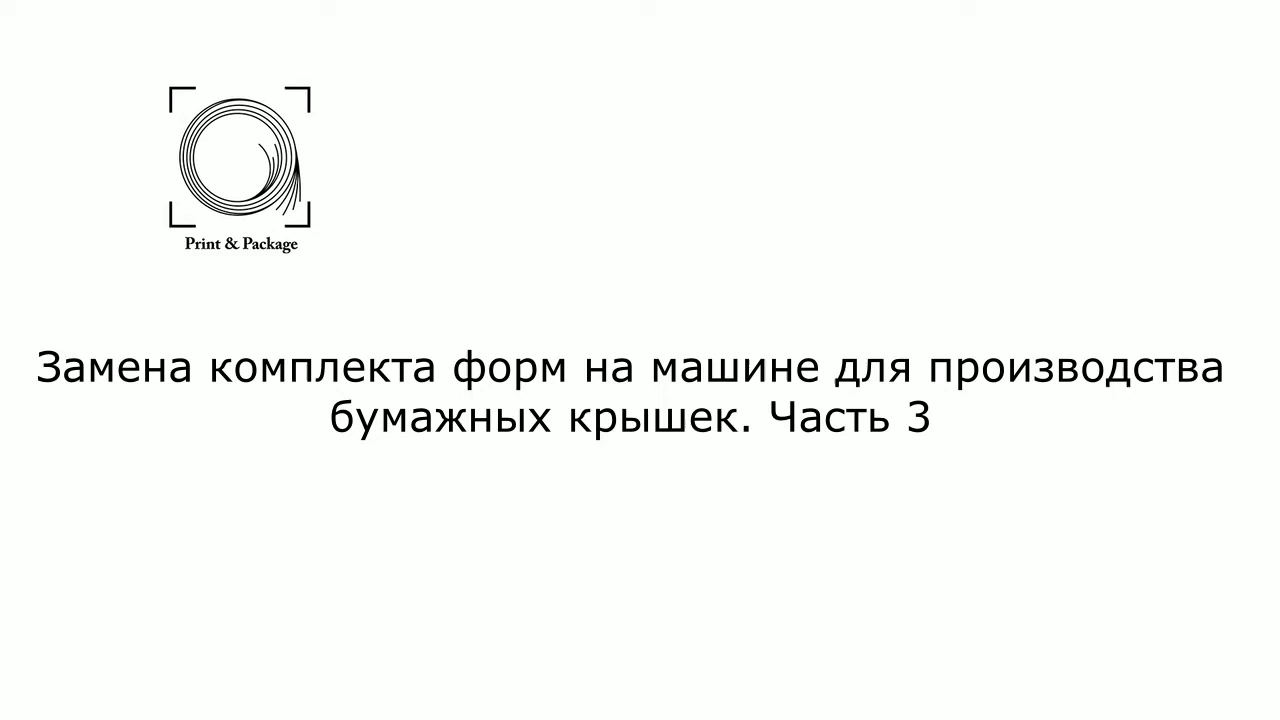 Print & Package
Замена комплекта форм на машине для производства
бумажных крышек. Часть 3